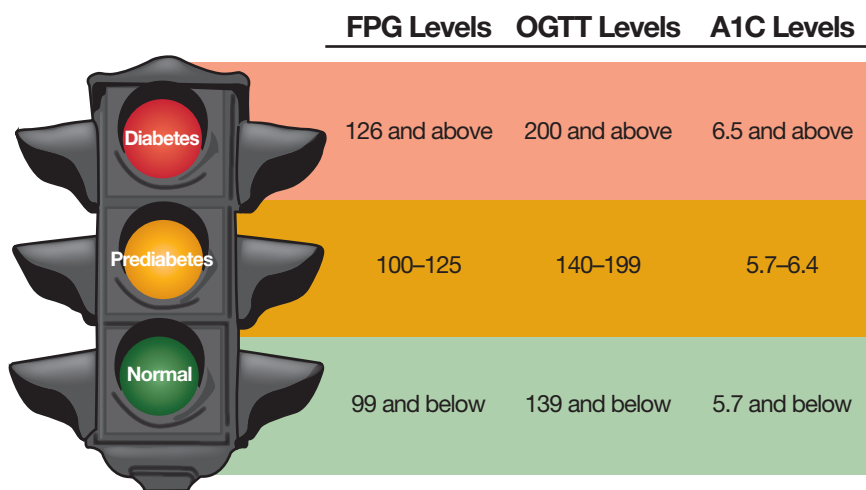 FPG Levels OGTT Levels A1C Levels
Diabetes 126 and above 200 and above 6.5 and above
Prediabetes 100–125 140–199 5.7–6.4
Normal 99 and below 139 and below 5.7 and below